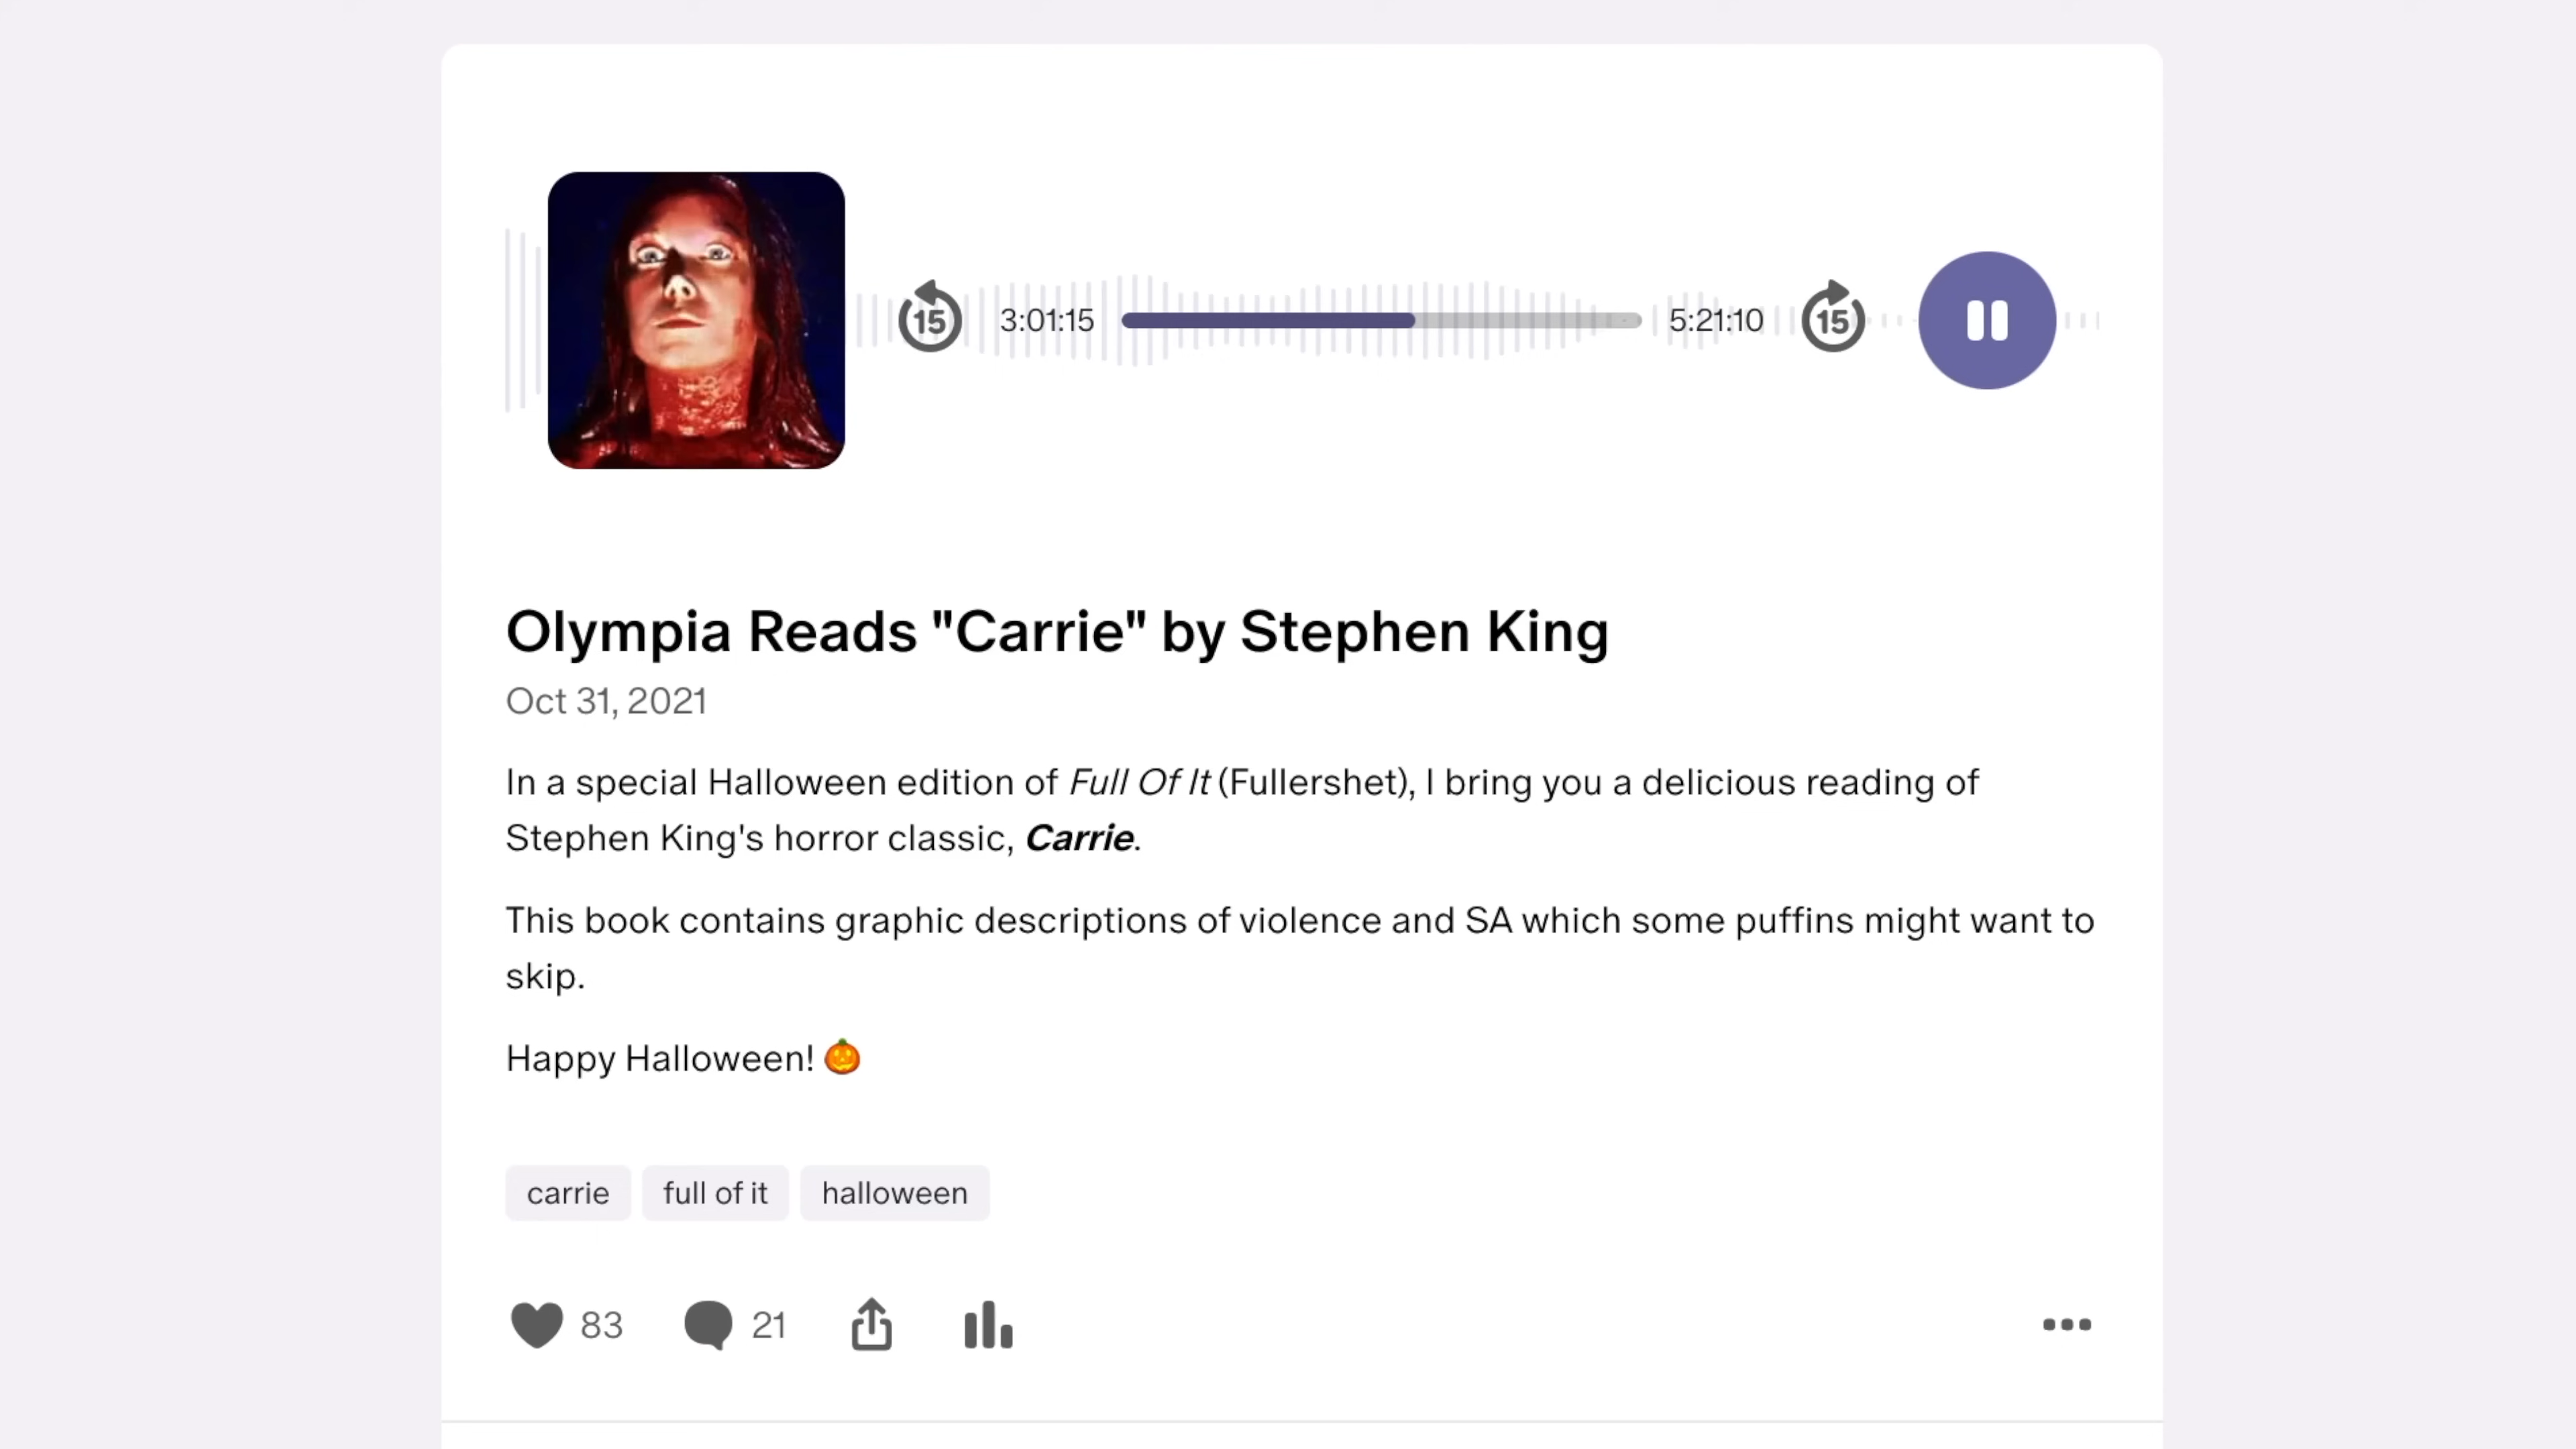 15 3:01:15 5:21:10 15
Olympia Reads "Carrie" by Stephen King
Oct 31, 2021
In a special Halloween edition of Full Of It (Fullershet), I bring you a delicious reading of
Stephen King's horror classic, Carrie.
This book contains graphic descriptions of violence and SA which some puffins might want to
skip.
Happy Halloween! 🎃
carrie full of it halloween
83 21